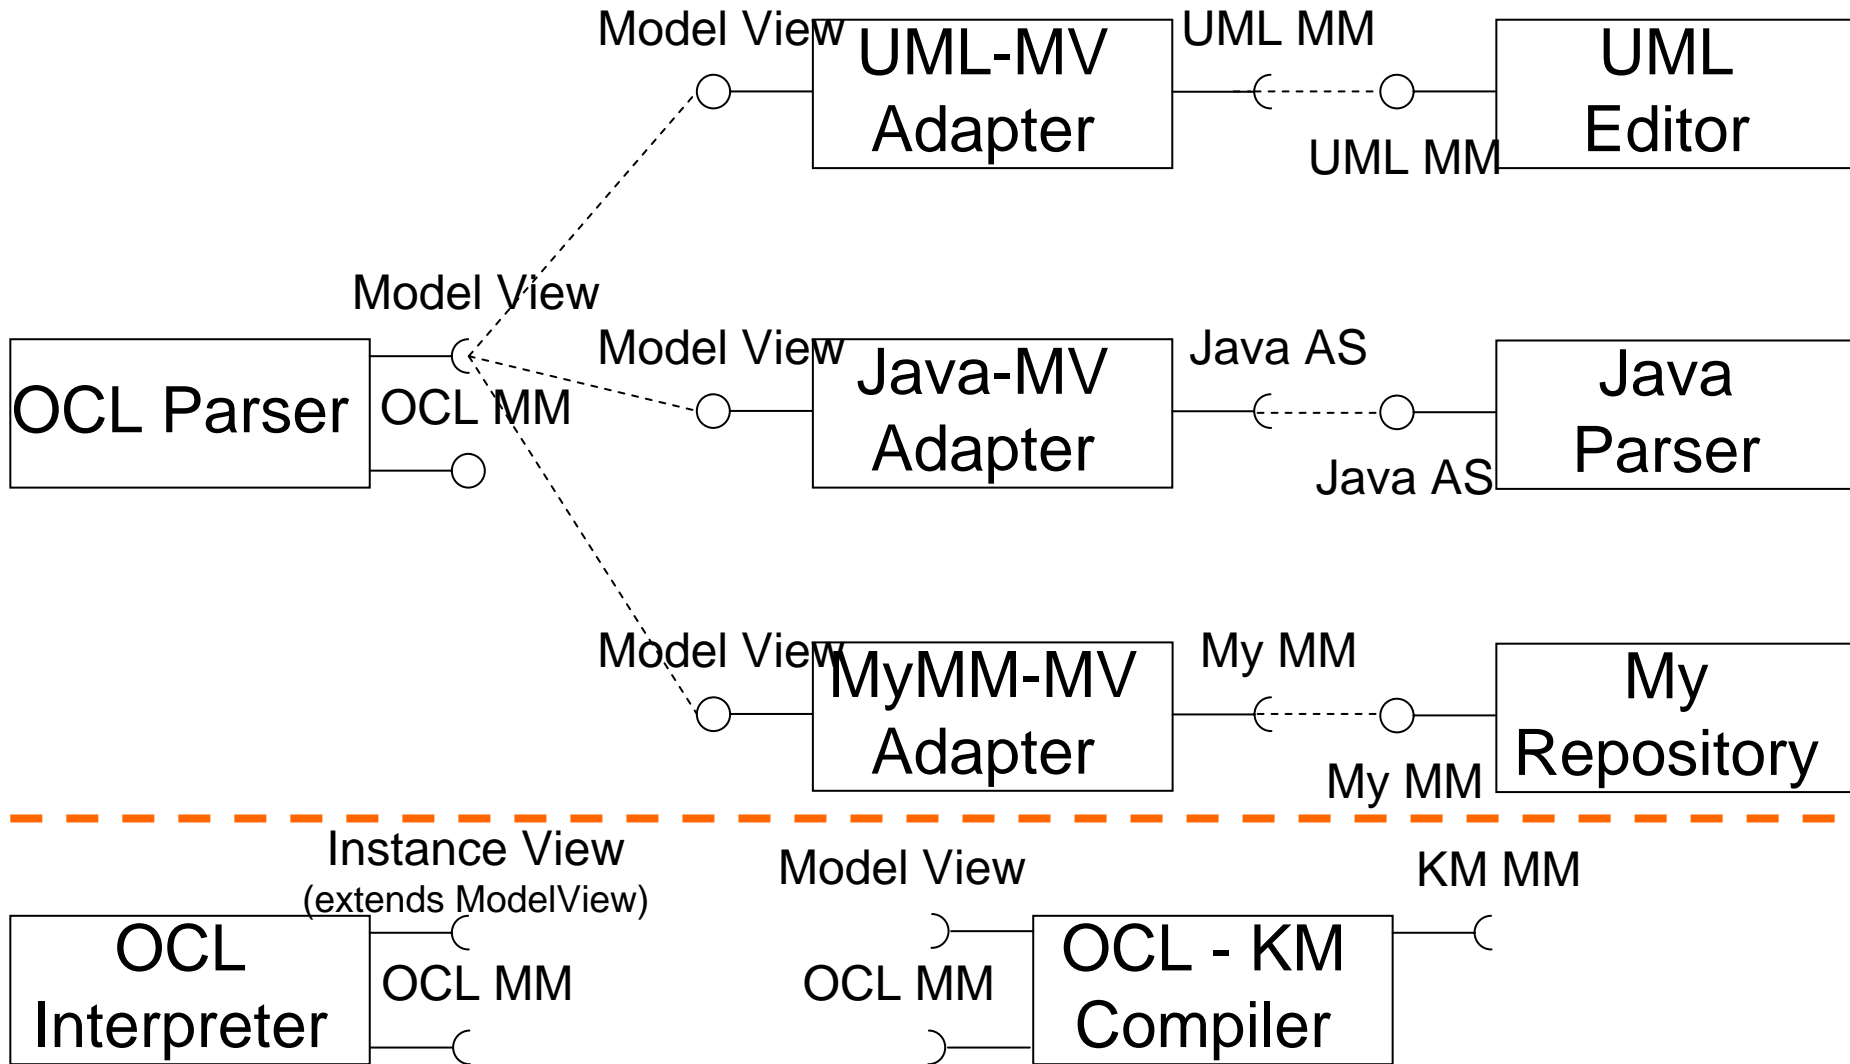 Model View
UML-MV
Adapter
UML MM
UML
Editor
UML MM
Model View
OCL Parser
OCL MM
Model View
Java-MV
Adapter
Java AS
Java
Parser
Java AS
Model View
MyMM-MV
Adapter
My MM
My
Repository
My MM
Instance View
(extends ModelView)
OCL
Interpreter
OCL MM
Model View
OCL MM
OCL - KM
Compiler
KM MM